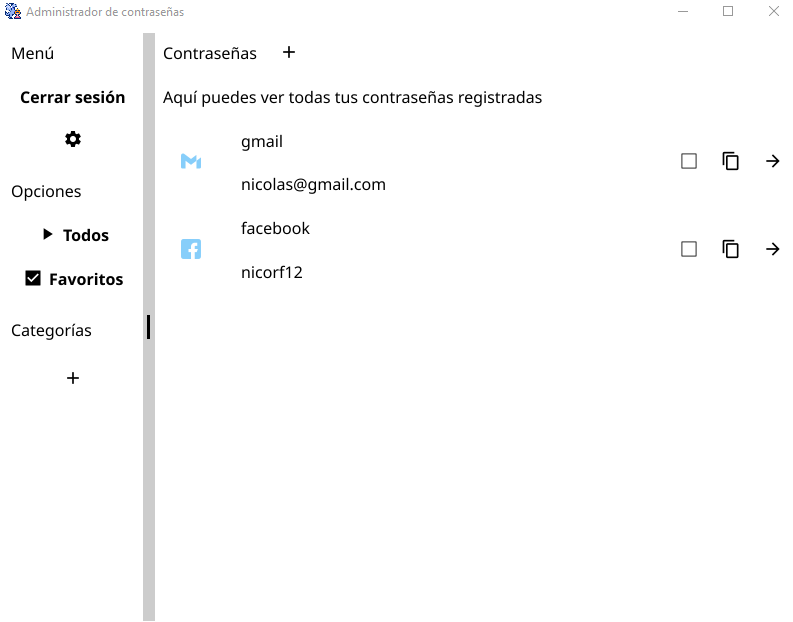 Administrador de contraseñas
Menú
Cerrar sesión
Opciones
Todos
Favoritos
Categorías
Contraseñas
Aquí puedes ver todas tus contraseñas registradas
gmail
nicolas@gmail.com
facebook
nicorf12